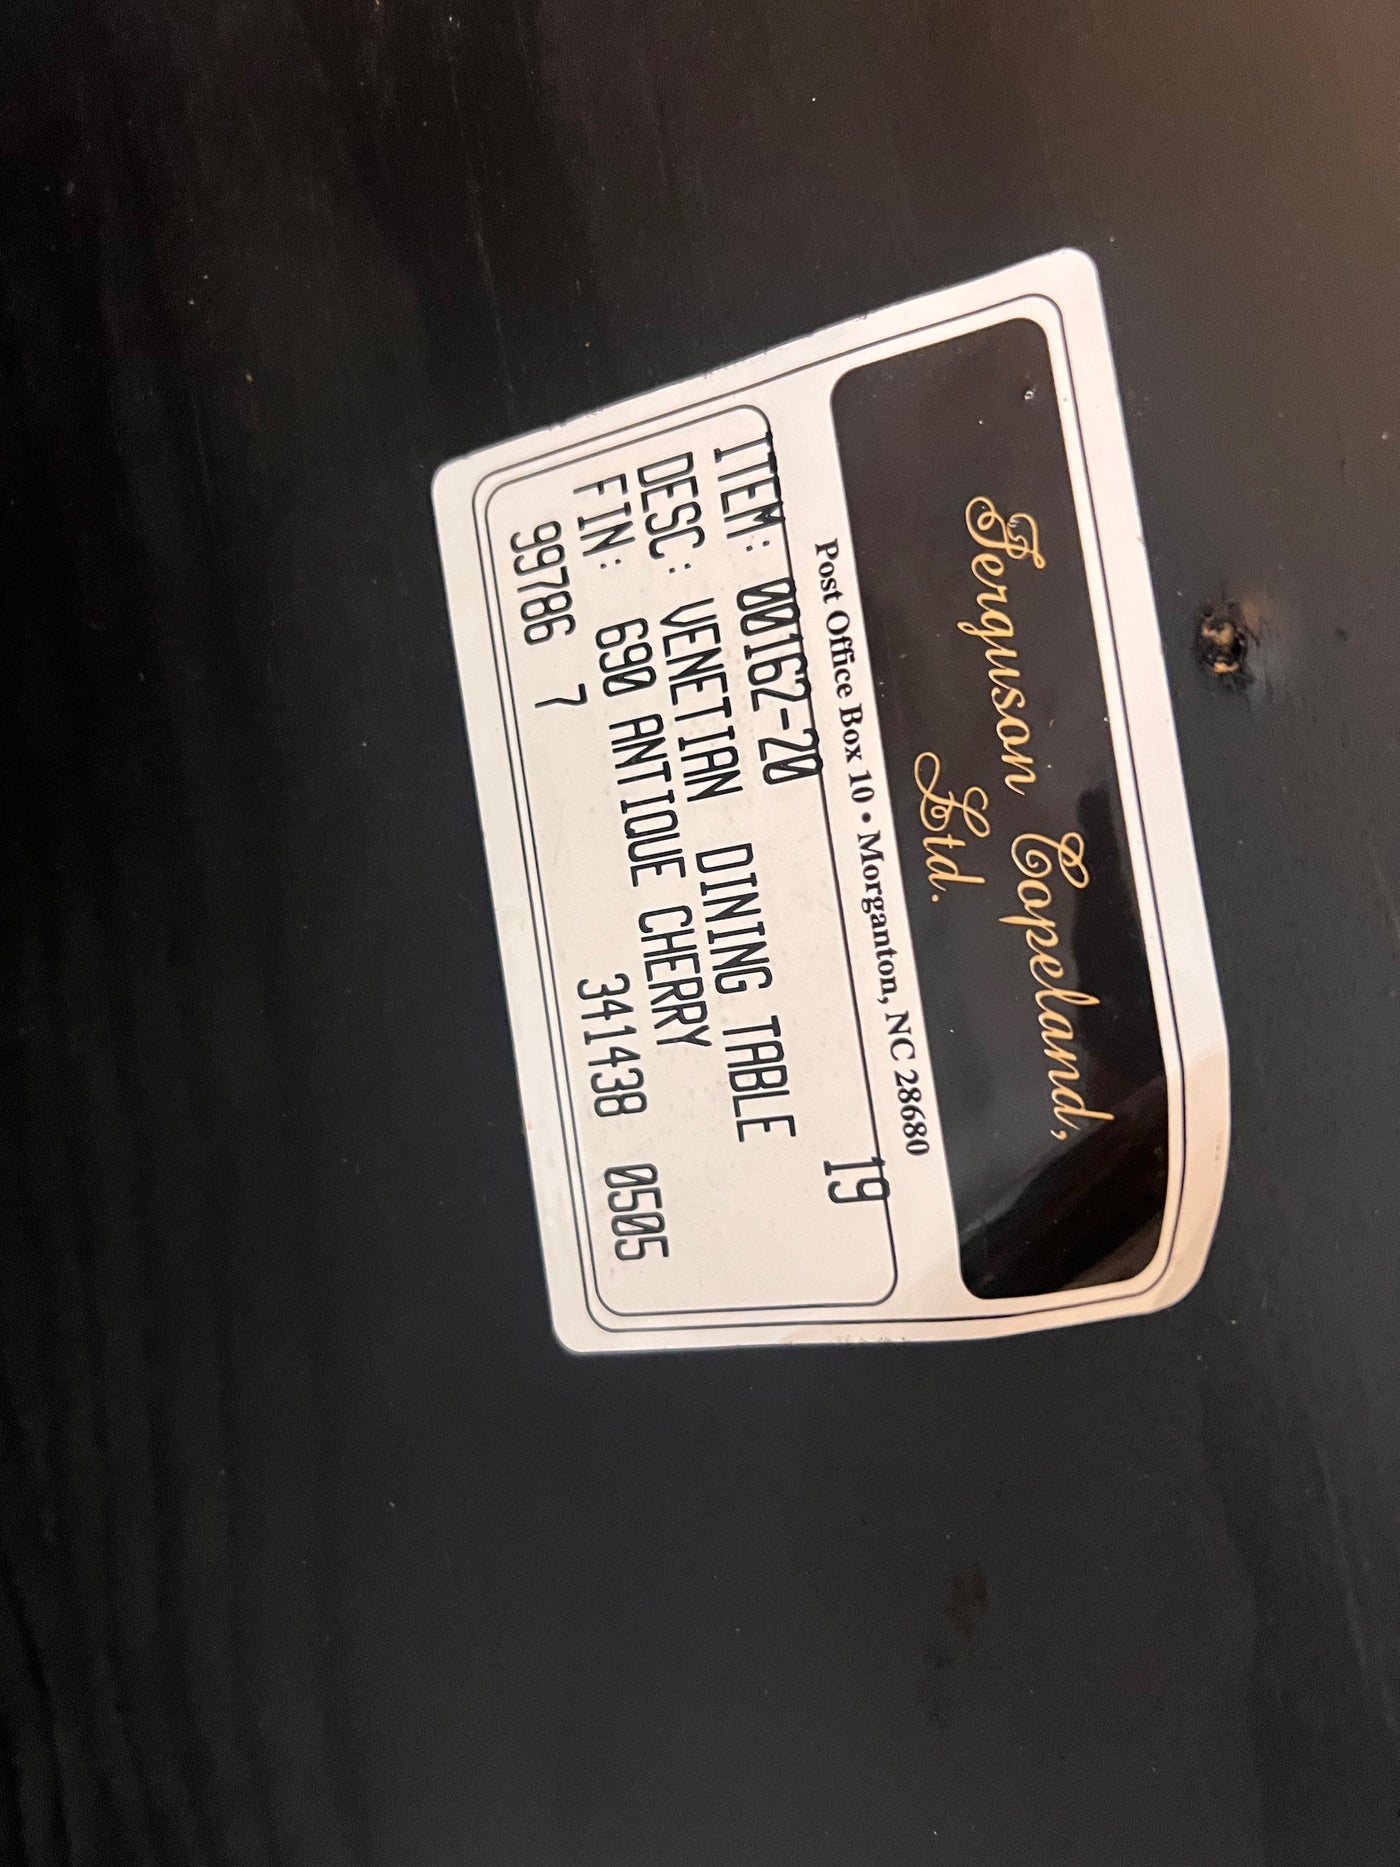 Ferguson Copeland,
Ltd.
Post Office Box 10 • Morganton, NC 28680
19
ITEM: 00162-20
DESC: VENETIAN DINING TABLE
FIN: 690 ANTIQUE CHERRY
99786 7 341438 0505